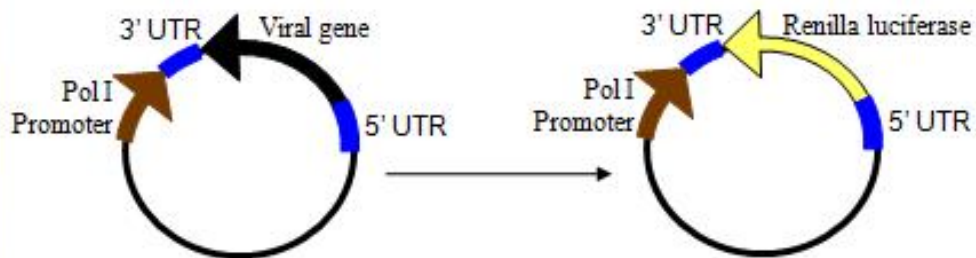 3' UTR
Viral gene
Pol I
Promoter
5' UTR
3' UTR
Renilla luciferase
Pol I
Promoter
5' UTR